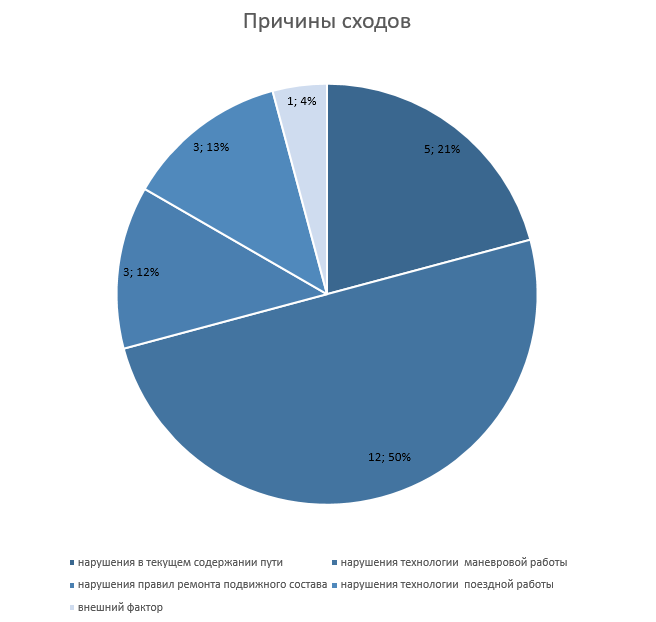 Причины сходов
1; 4%
5; 21%
3; 13%
3; 12%
12; 50%
нарушения в текущем содержании пути
нарушения технологии  маневровой работы
нарушения правил ремонта подвижного состава
нарушения технологии  поездной работы
внешний фактор